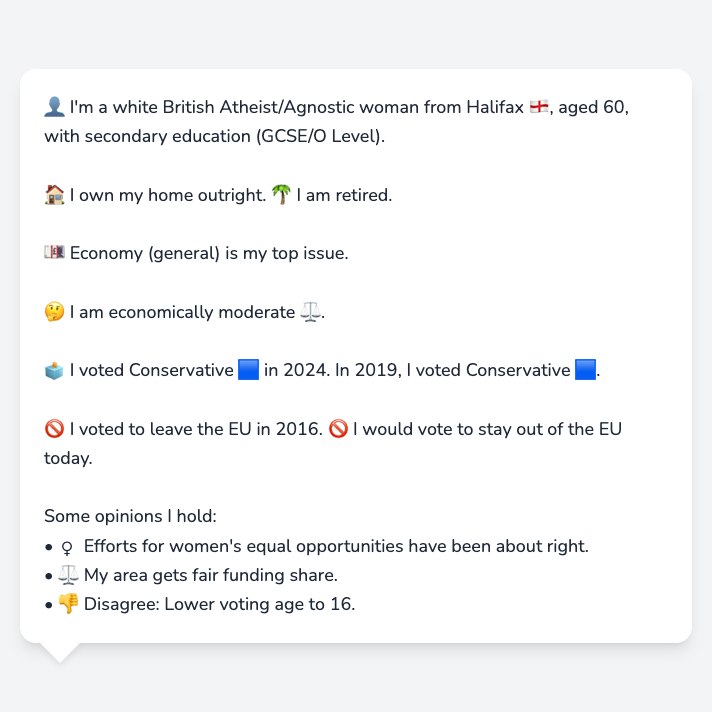 👤 I'm a white British Atheist/Agnostic woman from Halifax 🏴󠁧󠁢󠁥󠁮󠁧󠁿, aged 60,
with secondary education (GCSE/O Level).
🏠 I own my home outright. 🌴 I am retired.
💷 Economy (general) is my top issue.
🤔 I am economically moderate ⚖️.
🗳️ I voted Conservative 🟦 in 2024. In 2019, I voted Conservative 🟦.
🚫 I voted to leave the EU in 2016. 🚫 I would vote to stay out of the EU
today.
Some opinions I hold:
• ♀ Efforts for women's equal opportunities have been about right.
• ⚖️ My area gets fair funding share.
• 👎 Disagree: Lower voting age to 16.